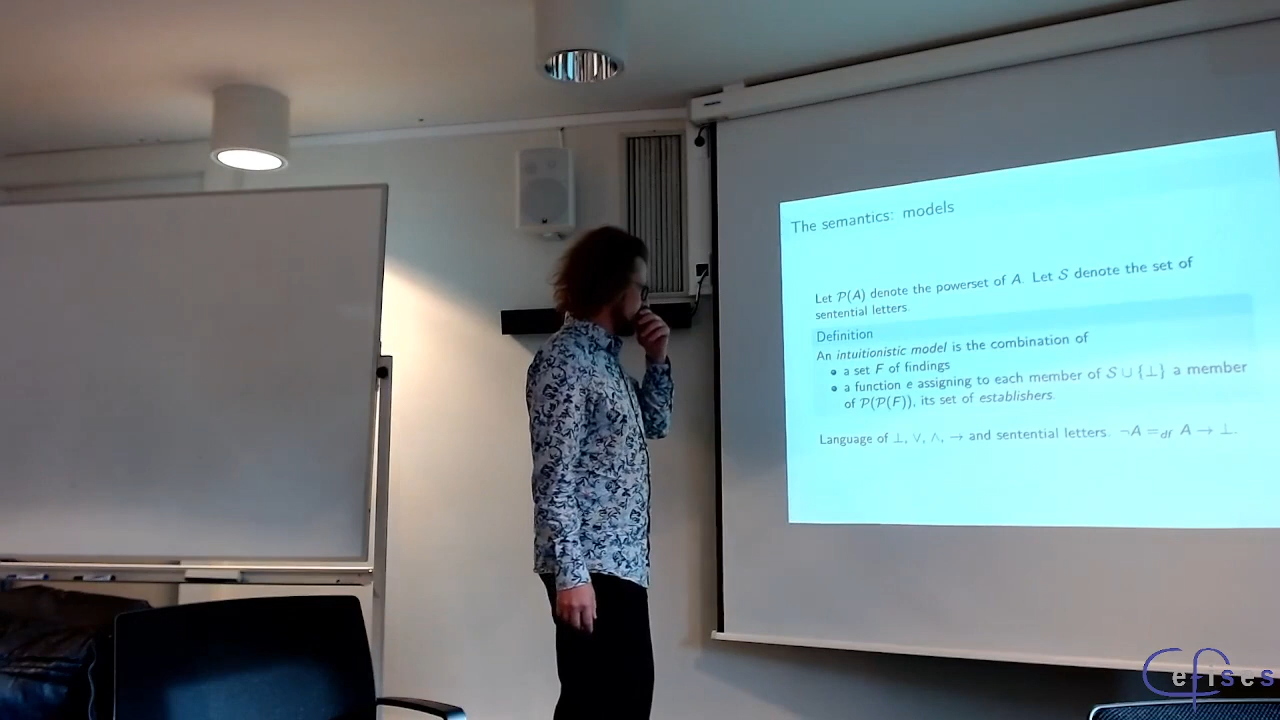 The semantics: models
Let P(A) denote the powerset of A. Let S denote the set of
sentential letters
Definition
An intuitionistic model is the combination of
• a set F of findings
• a function e assigning to each member of S ∪ {⊥} a member
of P(P(F)), its set of establishers
Language of ⊥, ∨, ∧, → and sentential letters. ¬A =df A → ⊥.
efises